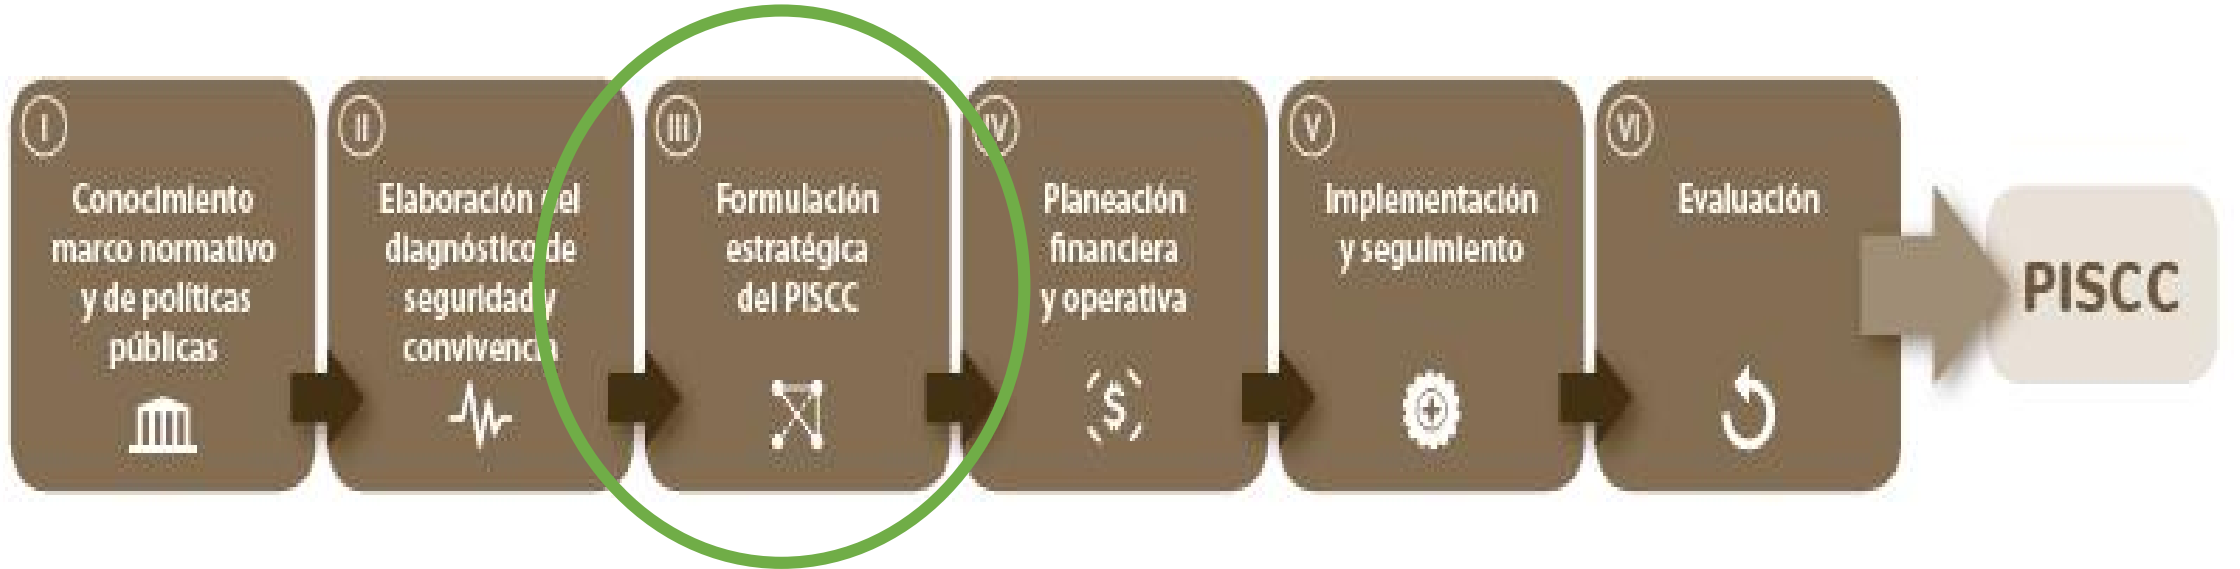 I
Conocimiento
marco normativo
y de políticas
públicas
II
Elaboración del
diagnóstico de
seguridad y
convivencia
III
Formulación
estratégica
del PISCC
IV
Planeación
financiera
y operativa
$
V
Implementación
y seguimiento
VI
Evaluación
PISCC